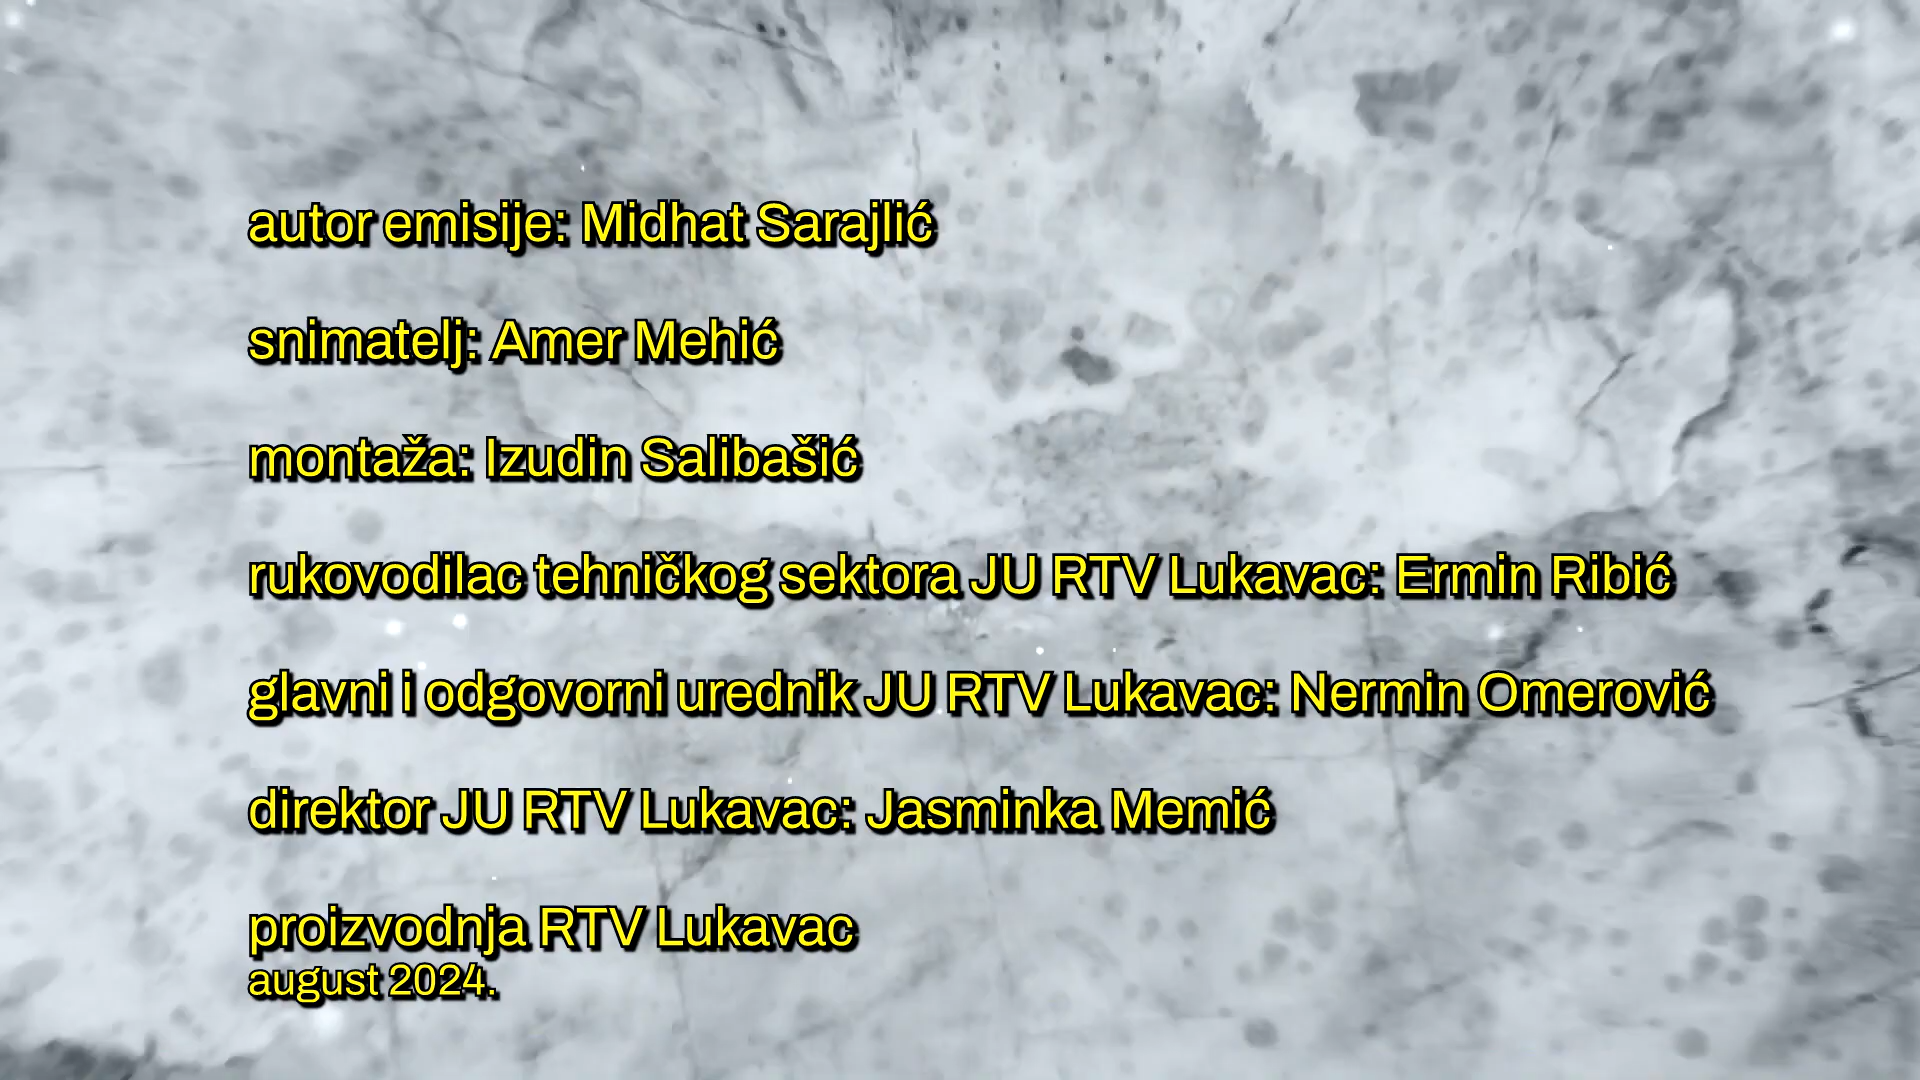 autor emisije: Midhat Sarajlić
snimatelj: Amer Mehić
montaža: Izudin Salibašić
rukovodilac tehničkog sektora JU RTV Lukavac: Ermin Ribić
glavni i odgovorni urednik JU RTV Lukavac: Nermin Omerović
direktor JU RTV Lukavac: Jasminka Memić
proizvodnja RTV Lukavac
august 2024.